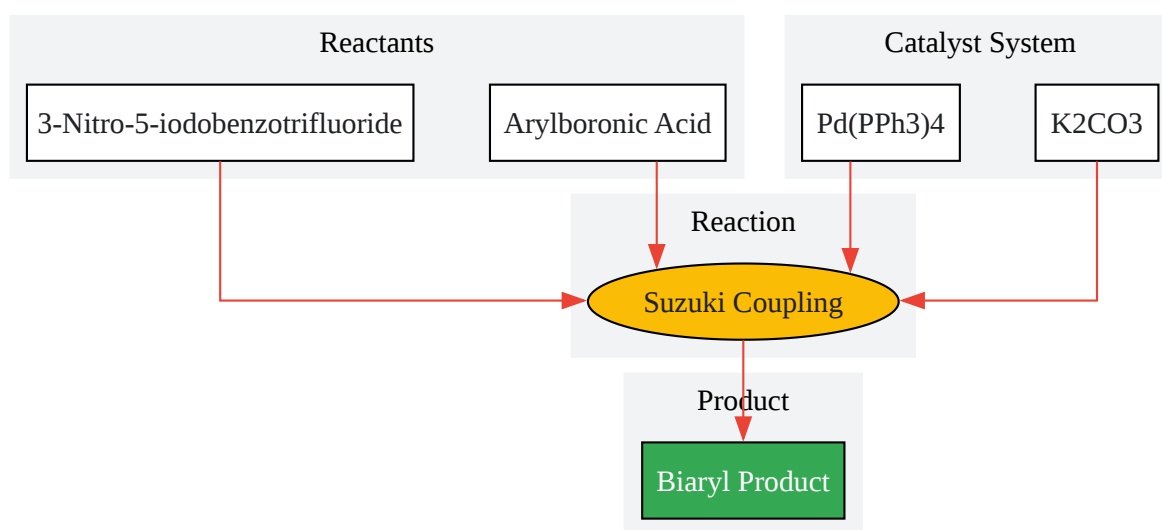 Reactants
Catalyst System
3-Nitro-5-iodobenzotrifluoride
Arylboronic Acid
Pd(PPh3)4
K2CO3
Reaction
Suzuki Coupling
Product
Biaryl Product